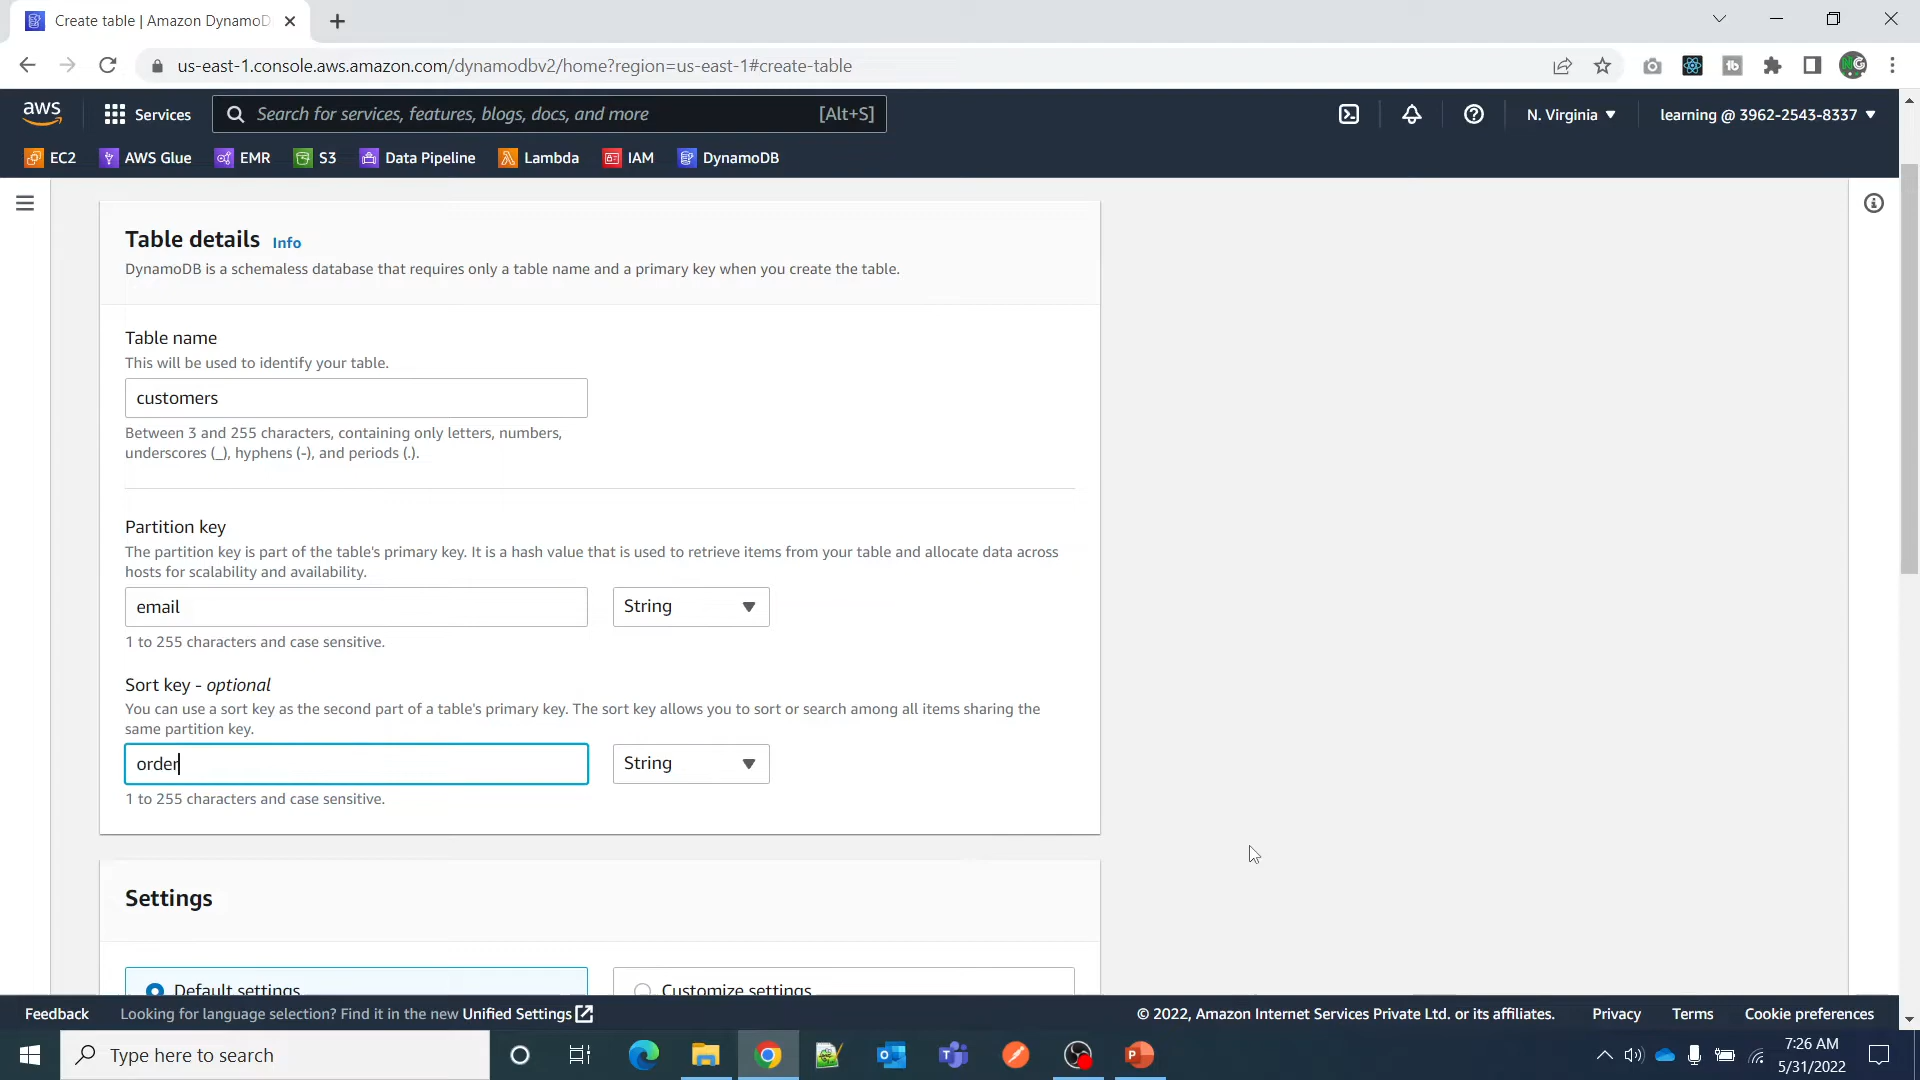 Create table | Amazon DynamoD
us-east-1.console.aws.amazon.com/dynamodbv2/home?region=us-east-1#create-table
aws
Services
Search for services, features, blogs, docs, and more
[Alt+S]
N. Virginia
learning @ 3962-2543-8337
EC2
AWS Glue
EMR
S3
Data Pipeline
Lambda
IAM
DynamoDB
Table details Info
DynamoDB is a schemaless database that requires only a table name and a primary key when you create the table.
Table name
This will be used to identify your table.
customers
Between 3 and 255 characters, containing only letters, numbers,
underscores (_), hyphens (-), and periods (.).
Partition key
The partition key is part of the table's primary key. It is a hash value that is used to retrieve items from your table and allocate data across
hosts for scalability and availability.
email
String
1 to 255 characters and case sensitive.
Sort key - optional
You can use a sort key as the second part of a table's primary key. The sort key allows you to sort or search among all items sharing the
same partition key.
order
String
1 to 255 characters and case sensitive.
Settings
Default settings
Customize settings
Feedback
Looking for language selection? Find it in the new Unified Settings
© 2022, Amazon Internet Services Private Ltd. or its affiliates.
Privacy
Terms
Cookie preferences
Type here to search
7:26 AM
5/31/2022